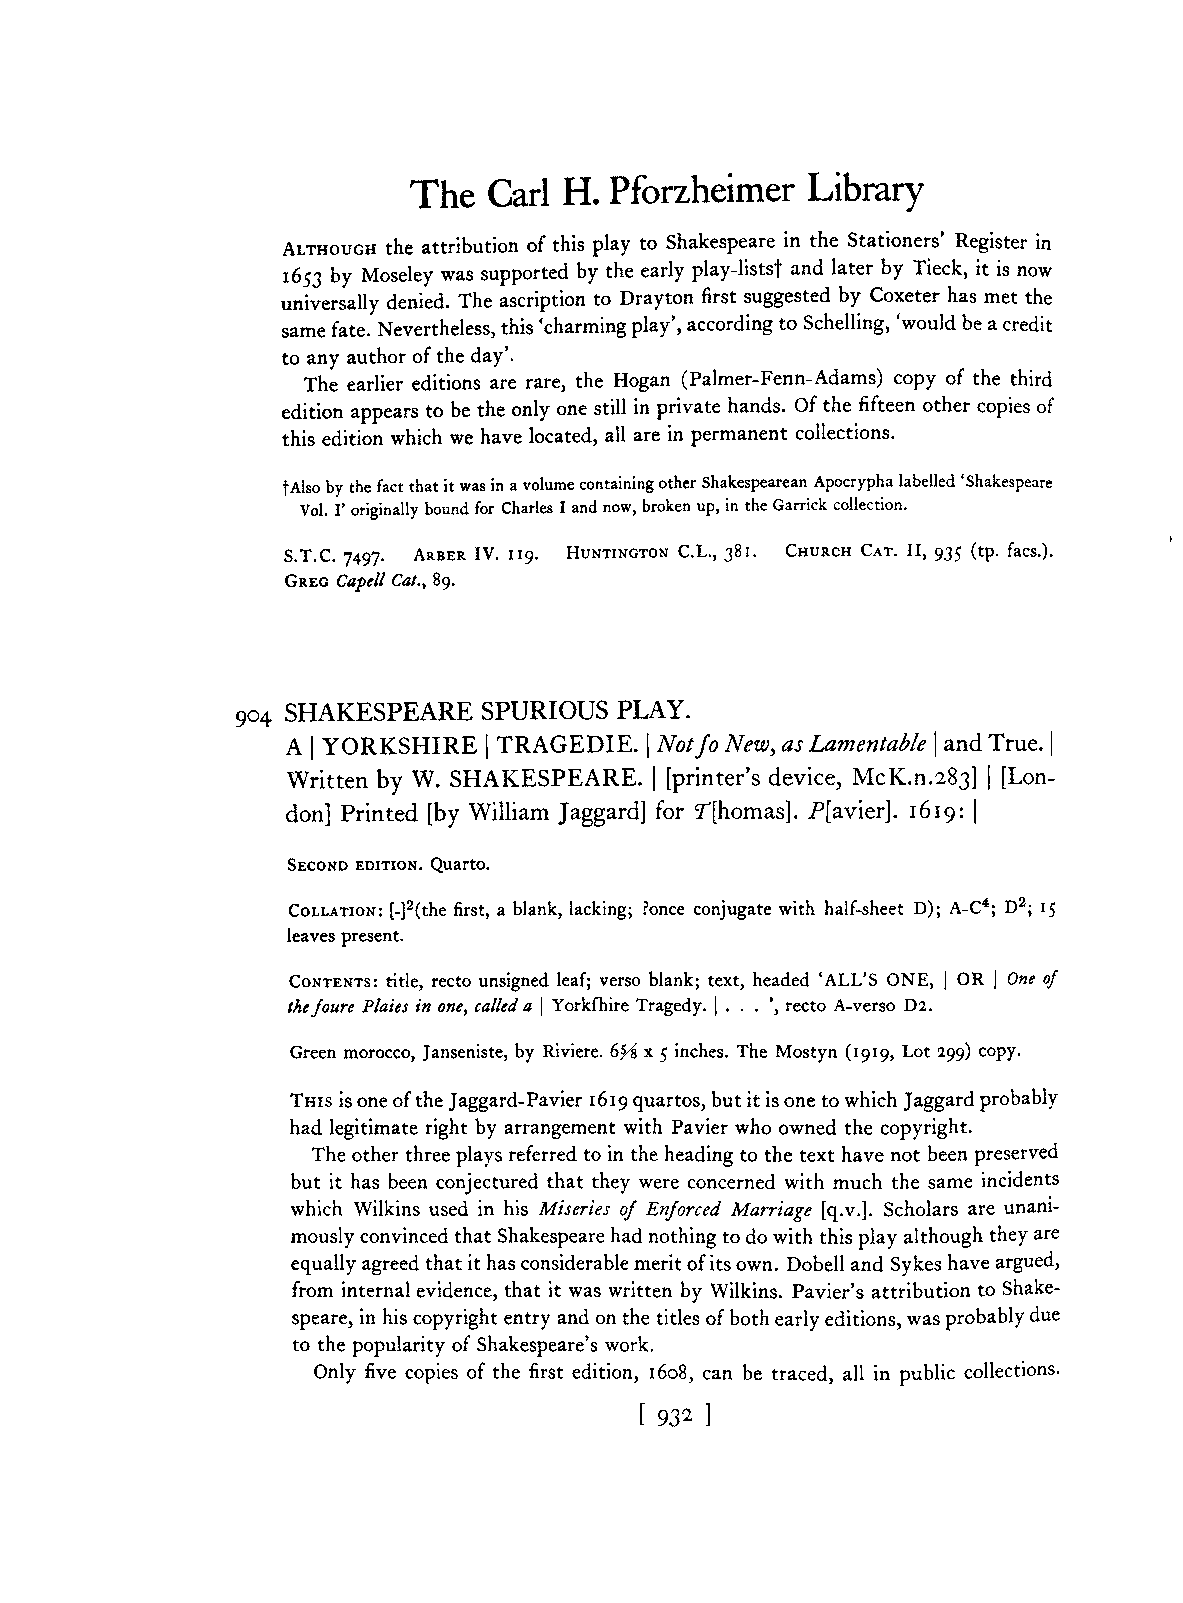 The Carl H. Pforzheimer Library
Although the attribution of this play to Shakespeare in the Stationers' Register in
1653 by Moseley was supported by the early play-lists† and later by Tieck, it is now
universally denied. The ascription to Drayton first suggested by Coxeter has met the
same fate. Nevertheless, this 'charming play', according to Schelling, 'would be a credit
to any author of the day'.
The earlier editions are rare, the Hogan (Palmer-Fenn-Adams) copy of the third
edition appears to be the only one still in private hands. Of the fifteen other copies of
this edition which we have located, all are in permanent collections.
†Also by the fact that it was in a volume containing other Shakespearean Apocrypha labelled 'Shakespeare
Vol. I' originally bound for Charles I and now, broken up, in the Garrick collection.
S.T.C. 7497. Arber IV. 119. Huntington C.L., 381. Church Cat. II, 935 (tp. facs.).
Greg Capell Cat., 89.
904 SHAKESPEARE SPURIOUS PLAY.
A | YORKSHIRE | TRAGEDIE. | Not ſo New, as Lamentable | and True. |
Written by W. SHAKESPEARE. | [printer's device, McK.n.283] | [Lon-
don] Printed [by William Jaggard] for T[homas]. P[avier]. 1619: |
Second edition. Quarto.
Collation: [-]²(the first, a blank, lacking; ?once conjugate with half-sheet D); A-C⁴; D²; 15
leaves present.
Contents: title, recto unsigned leaf; verso blank; text, headed 'ALL'S ONE, | OR | One of
the foure Plaies in one, called a | Yorkſhire Tragedy. | . . . ', recto A-verso D2.
Green morocco, Janseniste, by Riviere. 6⅝ x 5 inches. The Mostyn (1919, Lot 299) copy.
This is one of the Jaggard-Pavier 1619 quartos, but it is one to which Jaggard probably
had legitimate right by arrangement with Pavier who owned the copyright.
The other three plays referred to in the heading to the text have not been preserved
but it has been conjectured that they were concerned with much the same incidents
which Wilkins used in his Miseries of Enforced Marriage [q.v.]. Scholars are unani-
mously convinced that Shakespeare had nothing to do with this play although they are
equally agreed that it has considerable merit of its own. Dobell and Sykes have argued,
from internal evidence, that it was written by Wilkins. Pavier's attribution to Shake-
speare, in his copyright entry and on the titles of both early editions, was probably due
to the popularity of Shakespeare's work.
Only five copies of the first edition, 1608, can be traced, all in public collections.
[ 932 ]